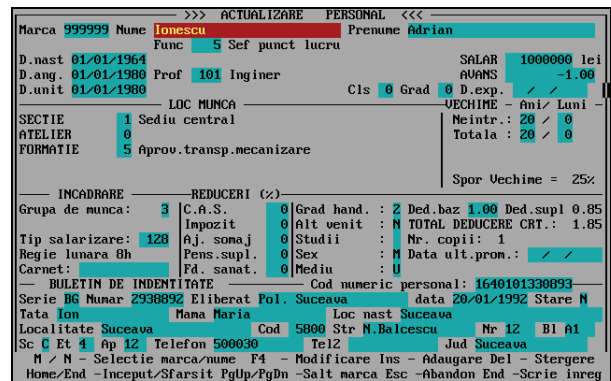 >>> ACTUALIZARE PERSONAL <<<
Marca 999999 Nume Ionescu Prenume Adrian
Func 5 Sef punct lucru
D.nast 01/01/1964 SALAR 1000000 lei
D.ang. 01/01/1980 Prof 101 Inginer AVANS -1.00
D.unit 01/01/1980 Cls 0 Grad 0 D.exp. / /
LOC MUNCA VECHIME - Ani/ Luni -
SECTIE 1 Sediu central Neintr.: 20 / 0
ATELIER 0 Totala : 20 / 0
FORMATIE 5 Aprov.transp.mecanizare
Spor Vechime = 25%
INCADRARE REDUCERI (%)
Grupa de munca: 3 C.A.S. 0 Grad hand. : 2 Ded.baz 1.00 Ded.supl 0.85
Impozit 0 Alt venit : N TOTAL DEDUCERE CRT.: 1.85
Tip salarizare: 128 Aj. somaj 0 Studii : Nr. copii: 1
Regie lunara 8h Pens.supl. 0 Sex : M Data ult.prom.: / /
Carnet: Fd. sanat. 0 Mediu : U
BULETIN DE INDENTITATE Cod numeric personal: 1640101330893
Serie BG Numar 2938892 Eliberat Pol. Suceava data 20/01/1992 Stare N
Tata Ion Mama Maria Loc nast Suceava
Localitate Suceava Cod 5800 Str N.Balcescu Nr 12 Bl A1
Sc C Et 4 Ap 12 Telefon 500030 Tel2 Jud Suceava
M / N - Selectie marca/nume F4 - Modificare Ins - Adaugare Del - Stergere
Home/End -Inceput/Sfarsit PgUp/PgDn -Salt marca Esc -Abandon End -Scrie inreg